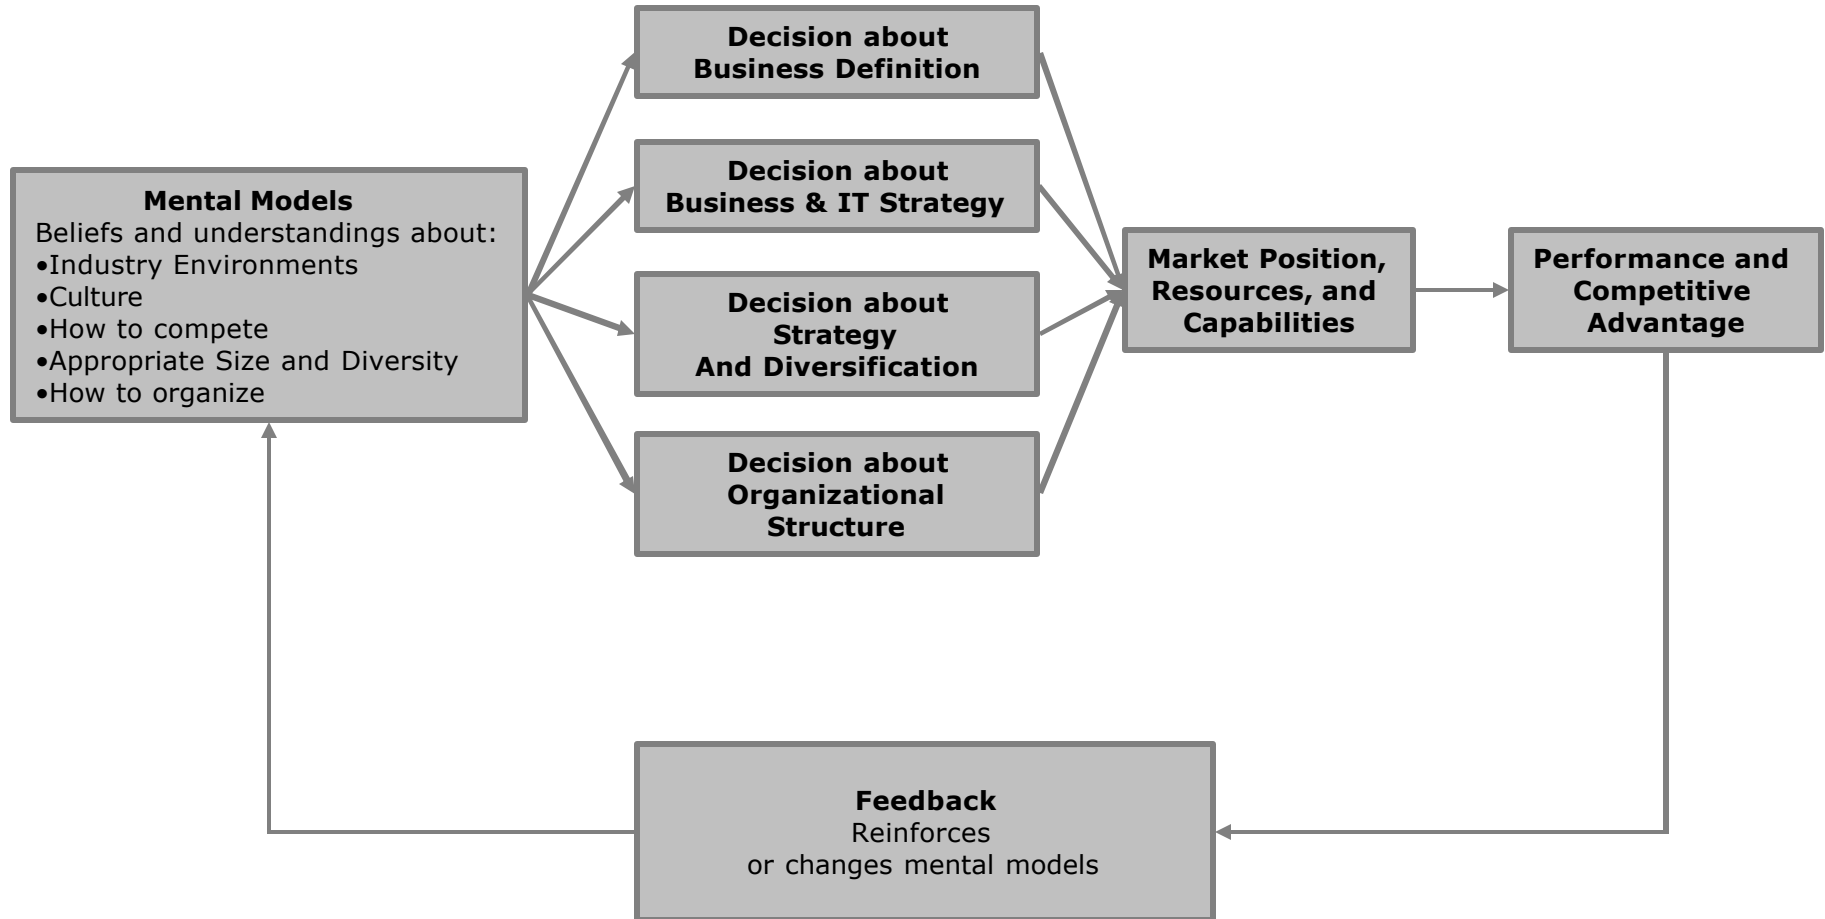 Mental Models
Beliefs and understandings about:
•Industry Environments
•Culture
•How to compete
•Appropriate Size and Diversity
•How to organize
Decision about
Business Definition
Decision about
Business & IT Strategy
Decision about
Strategy
And Diversification
Decision about
Organizational
Structure
Market Position,
Resources, and
Capabilities
Performance and
Competitive
Advantage
Feedback
Reinforces
or changes mental models